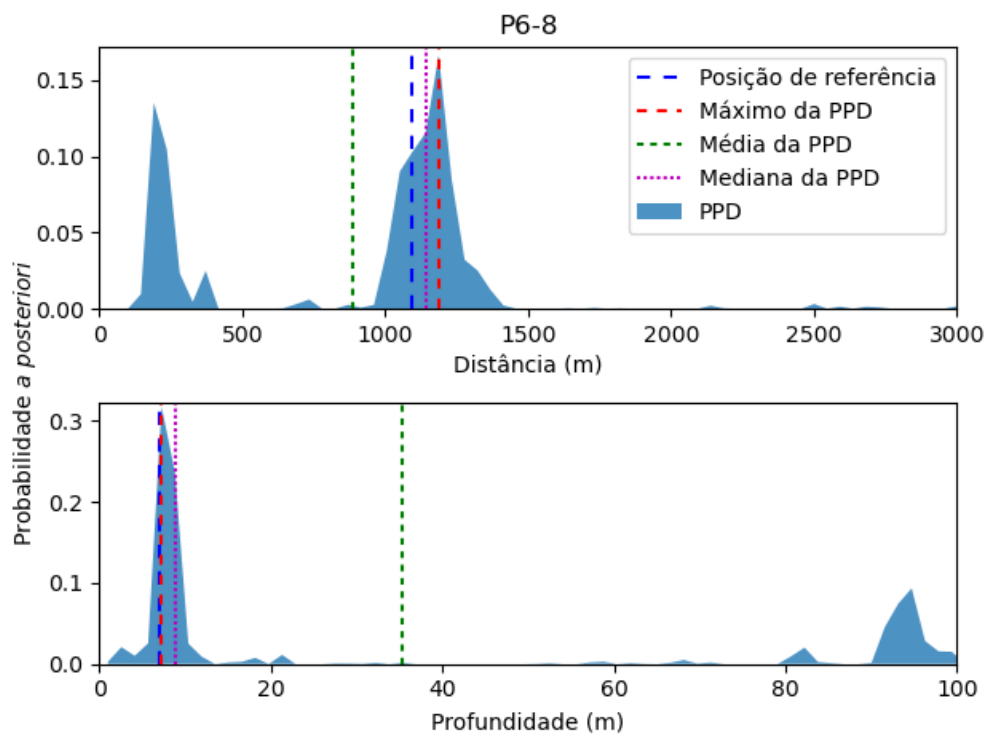 P6-8
Probabilidade a posteriori
0.15
0.10
0.05
0.00
0 500 1000 1500 2000 2500 3000
Distância (m)
Posição de referência
Máximo da PPD
Média da PPD
Mediana da PPD
PPD
0.3
0.2
0.1
0.0
0 20 40 60 80 100
Profundidade (m)